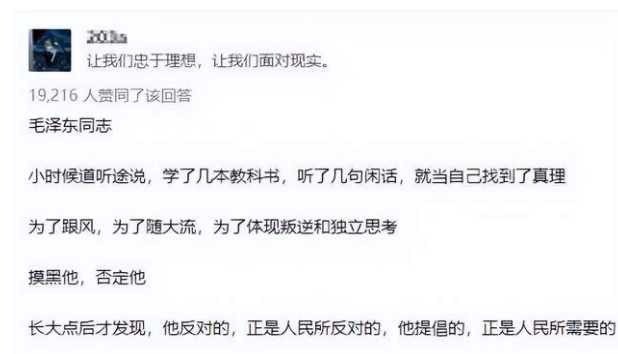 让我们忠于理想，让我们面对现实。
19,216 人赞同了该回答
毛泽东同志
小时候道听途说，学了几本教科书，听了几句闲话，就当自己找到了真理
为了跟风，为了随大流，为了体现叛逆和独立思考
摸黑他，否定他
长大点后才发现，他反对的，正是人民所反对的，他提倡的，正是人民所需要的